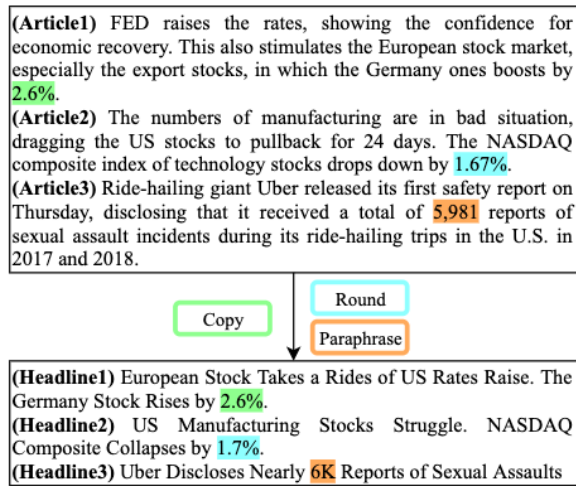 (Article1) FED raises the rates, showing the confidence for
economic recovery. This also stimulates the European stock market,
especially the export stocks, in which the Germany ones boosts by
2.6%.
(Article2) The numbers of manufacturing are in bad situation,
dragging the US stocks to pullback for 24 days. The NASDAQ
composite index of technology stocks drops down by 1.67%.
(Article3) Ride-hailing giant Uber released its first safety report on
Thursday, disclosing that it received a total of 5,981 reports of
sexual assault incidents during its ride-hailing trips in the U.S. in
2017 and 2018.
Copy
Round
Paraphrase
(Headline1) European Stock Takes a Rides of US Rates Raise. The
Germany Stock Rises by 2.6%.
(Headline2) US Manufacturing Stocks Struggle. NASDAQ
Composite Collapses by 1.7%.
(Headline3) Uber Discloses Nearly 6K Reports of Sexual Assaults